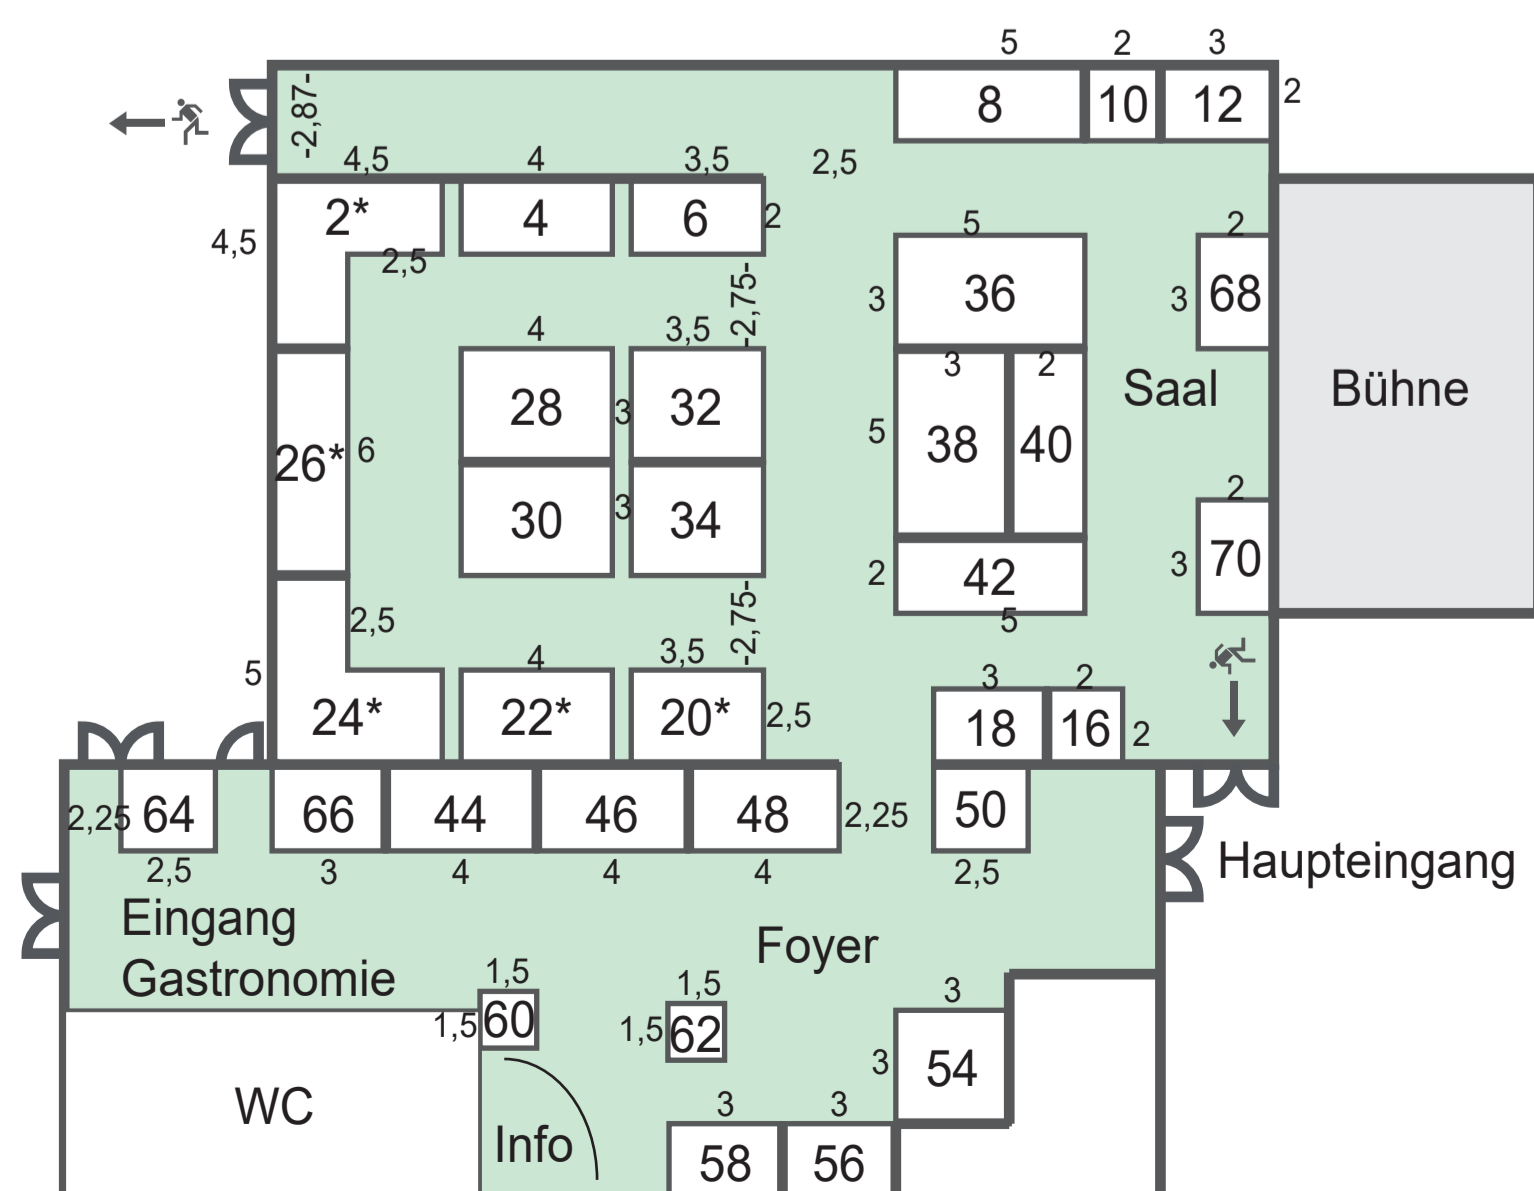 5 2 3
8 10 12 2
-2,87-
4,5 4 3,5 2,5
2* 4 6 2
4,5
2,5
5 2
36 3 68 3
-2,75-
4 3,5
28 3 32
3 2
38 40 5
Saal
Bühne
26* 6
30 3 34
2
70 3
42 2
5
-2,75-
2,5
5
4 3,5
24* 22* 20* 2,5
3 2
18 16 2
2,25 64 66 44 46 48 2,25 50
2,5 3 4 4 4 2,5
Haupteingang
Eingang
Gastronomie
Foyer
1,5 1,5 3
1,5 60 1,5 62
3 54
WC
Info
3 3
58 56